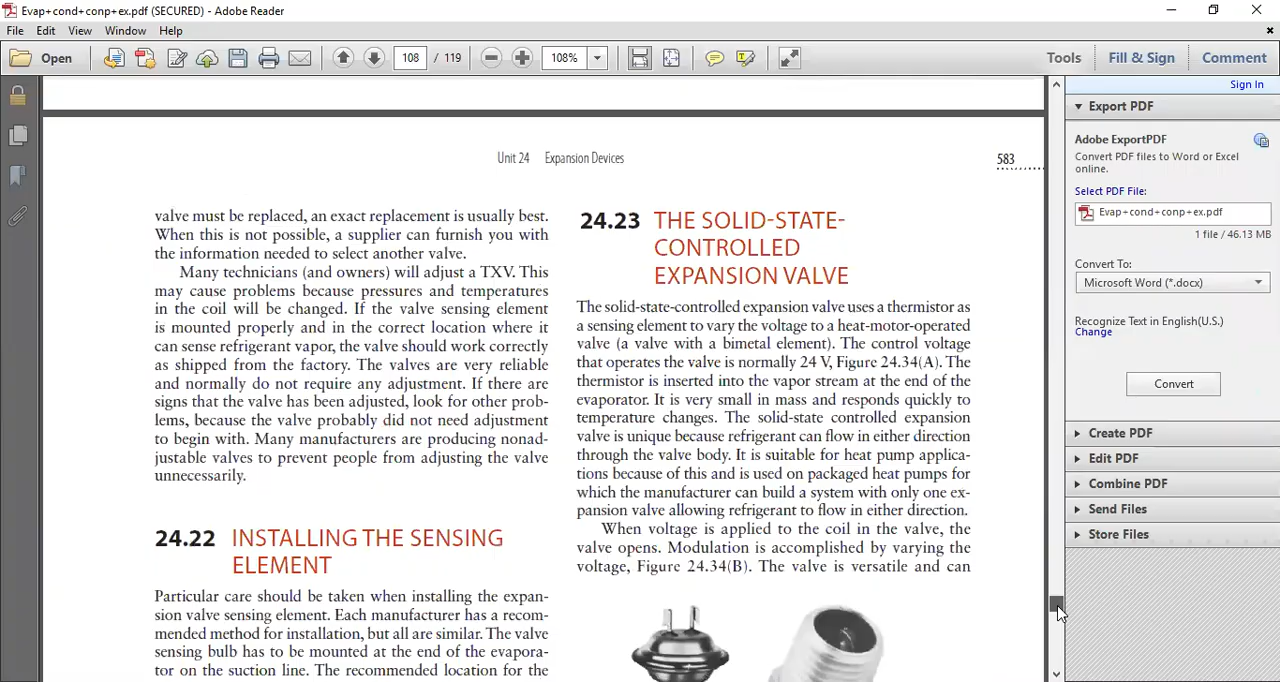 Evap+cond+conp+ex.pdf (SECURED) - Adobe Reader
File Edit View Window Help
Open 108 / 119 108% Tools Fill & Sign Comment
Sign In
Unit 24 Expansion Devices 583
valve must be replaced, an exact replacement is usually best.
When this is not possible, a supplier can furnish you with
the information needed to select another valve.
Many technicians (and owners) will adjust a TXV. This
may cause problems because pressures and temperatures
in the coil will be changed. If the valve sensing element
is mounted properly and in the correct location where it
can sense refrigerant vapor, the valve should work correctly
as shipped from the factory. The valves are very reliable
and normally do not require any adjustment. If there are
signs that the valve has been adjusted, look for other prob-
lems, because the valve probably did not need adjustment
to begin with. Many manufacturers are producing nonad-
justable valves to prevent people from adjusting the valve
unnecessarily.
24.22 INSTALLING THE SENSING
ELEMENT
Particular care should be taken when installing the expan-
sion valve sensing element. Each manufacturer has a recom-
mended method for installation, but all are similar. The valve
sensing bulb has to be mounted at the end of the evapora-
tor on the suction line. The recommended location for the
24.23 THE SOLID-STATE-
CONTROLLED
EXPANSION VALVE
The solid-state-controlled expansion valve uses a thermistor as
a sensing element to vary the voltage to a heat-motor-operated
valve (a valve with a bimetal element). The control voltage
that operates the valve is normally 24 V, Figure 24.34(A). The
thermistor is inserted into the vapor stream at the end of the
evaporator. It is very small in mass and responds quickly to
temperature changes. The solid-state controlled expansion
valve is unique because refrigerant can flow in either direction
through the valve body. It is suitable for heat pump applica-
tions because of this and is used on packaged heat pumps for
which the manufacturer can build a system with only one ex-
pansion valve allowing refrigerant to flow in either direction.
When voltage is applied to the coil in the valve, the
valve opens. Modulation is accomplished by varying the
voltage, Figure 24.34(B). The valve is versatile and can
Export PDF
Adobe ExportPDF
Convert PDF files to Word or Excel
online.
Select PDF File:
Evap+cond+conp+ex.pdf
1 file / 46.13 MB
Convert To:
Microsoft Word (*.docx)
Recognize Text in English(U.S.)
Change
Convert
Create PDF
Edit PDF
Combine PDF
Send Files
Store Files